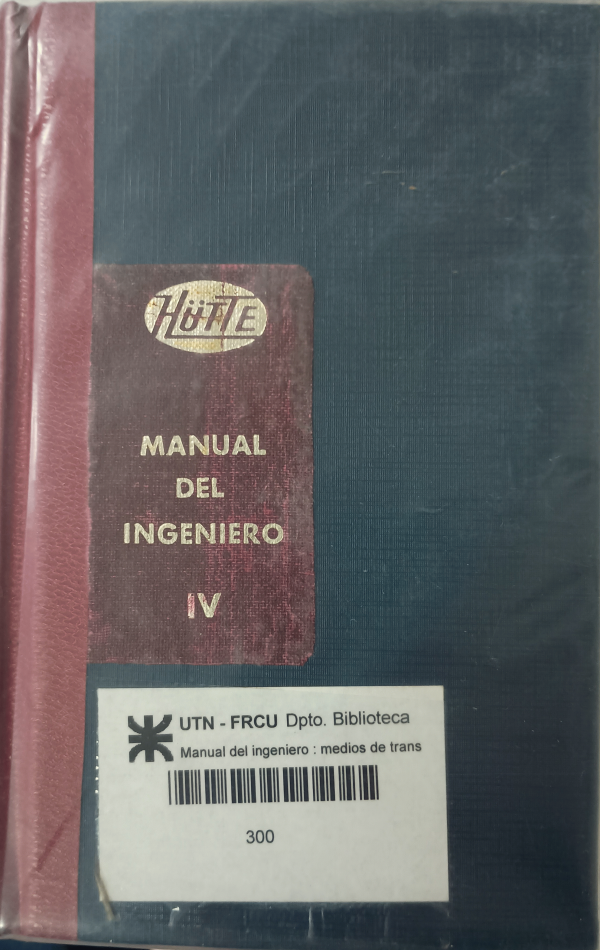 HÜTTE
MANUAL
DEL
INGENIERO
IV
UTN - FRCU Dpto. Biblioteca
Manual del ingeniero : medios de trans
300